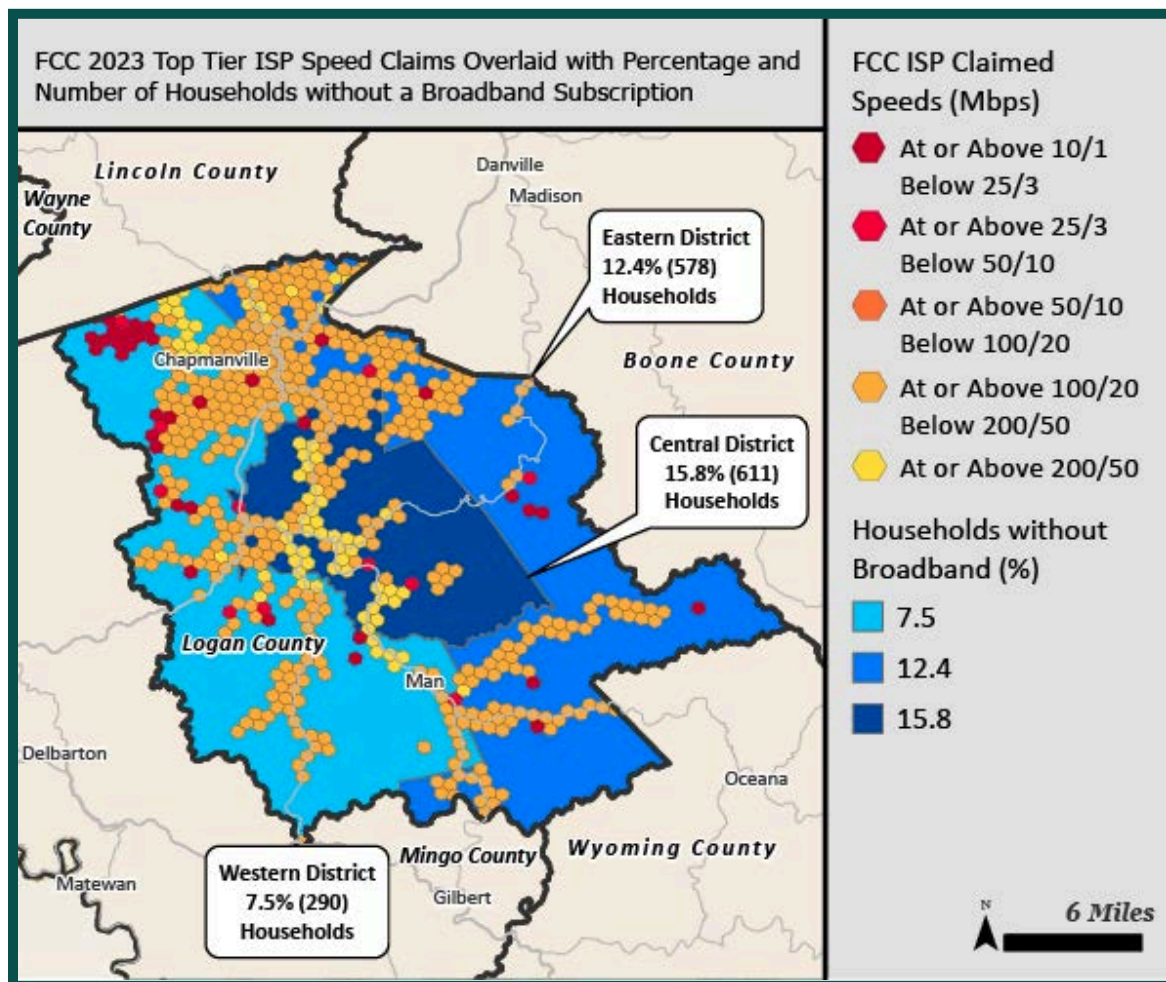 FCC 2023 Top Tier ISP Speed Claims Overlaid with Percentage and
Number of Households without a Broadband Subscription
Lincoln County
Wayne
County
Danville
Madison
Eastern District
12.4% (578)
Households
Boone County
Chapmanville
Central District
15.8% (611)
Households
Logan County
Man
Delbarton
Oceana
Western District
7.5% (290)
Households
Mingo County
Wyoming County
Matewan
Gilbert
FCC ISP Claimed
Speeds (Mbps)
At or Above 10/1
Below 25/3
At or Above 25/3
Below 50/10
At or Above 50/10
Below 100/20
At or Above 100/20
Below 200/50
At or Above 200/50
Households without
Broadband (%)
7.5
12.4
15.8
N
6 Miles